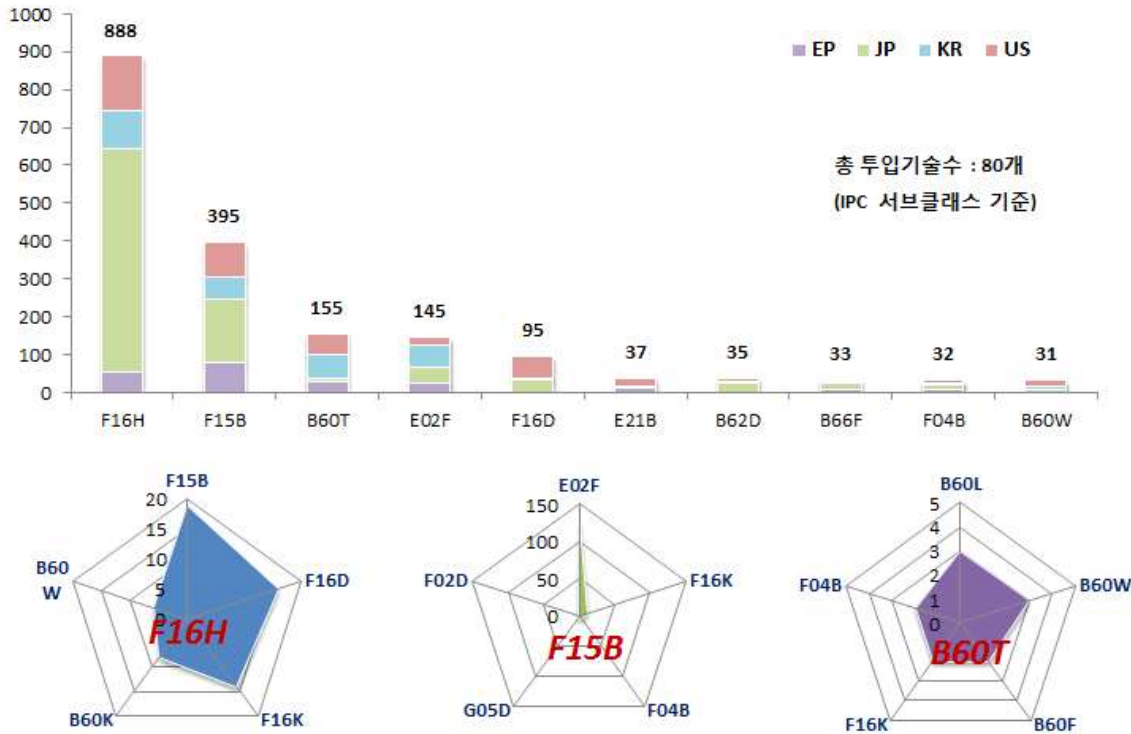 1000
900
800
700
600
500
400
300
200
100
0
888
395
155
145
95
37
35
33
32
31
EP JP KR US
총 투입기술수 : 80개
(IPC 서브클래스 기준)
F16H F15B B60T E02F F16D E21B B62D B66F F04B B60W
F15B
20
15
10
5
0
F16D
F16K
B60K
B60
W
F16H
E02F
150
100
50
0
F16K
F04B
G05D
F02D
F15B
B60L
5
4
3
2
1
0
B60W
B60F
F16K
F04B
B60T